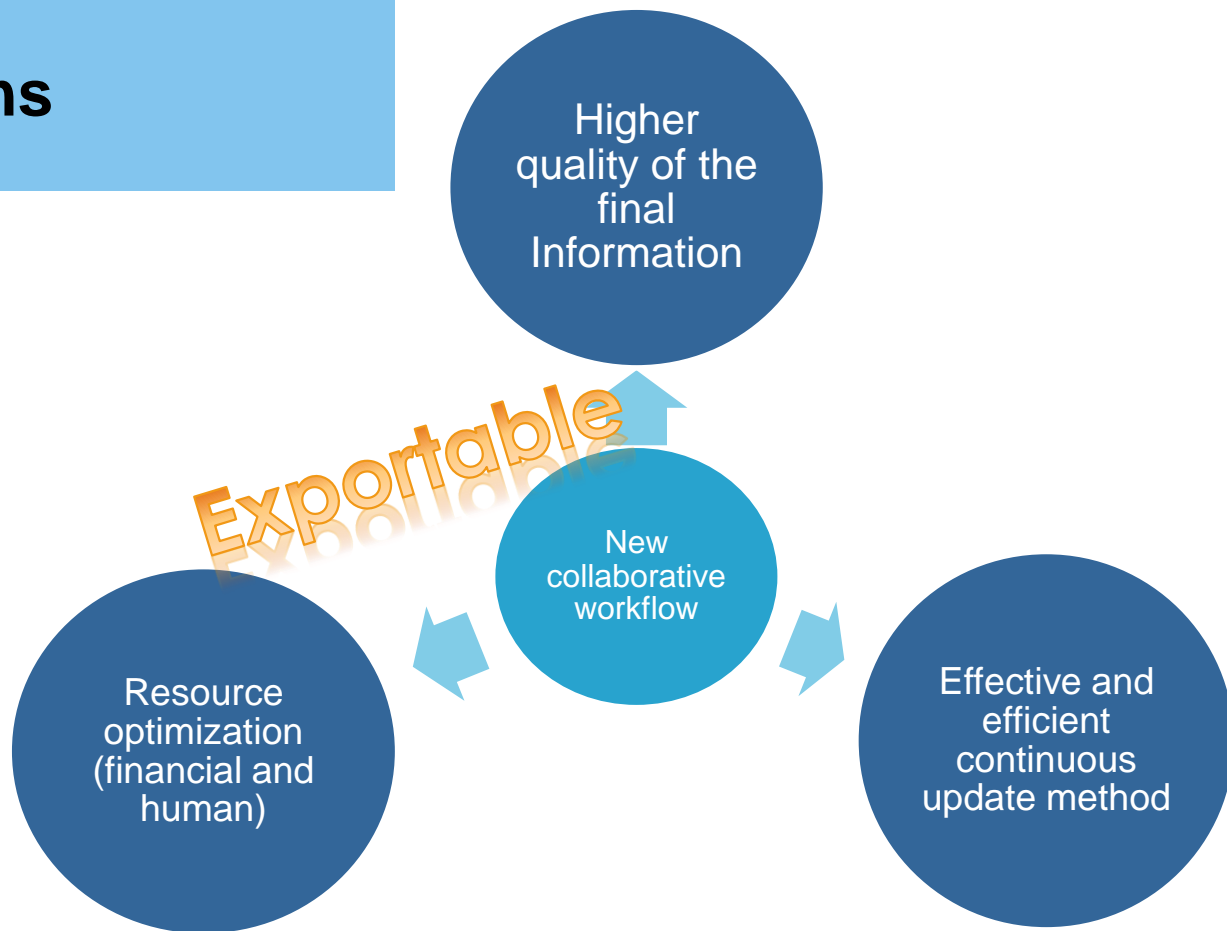 ns
Higher
quality of the
final
Information
Exportable
New
collaborative
workflow
Resource
optimization
(financial and
human)
Effective and
efficient
continuous
update method